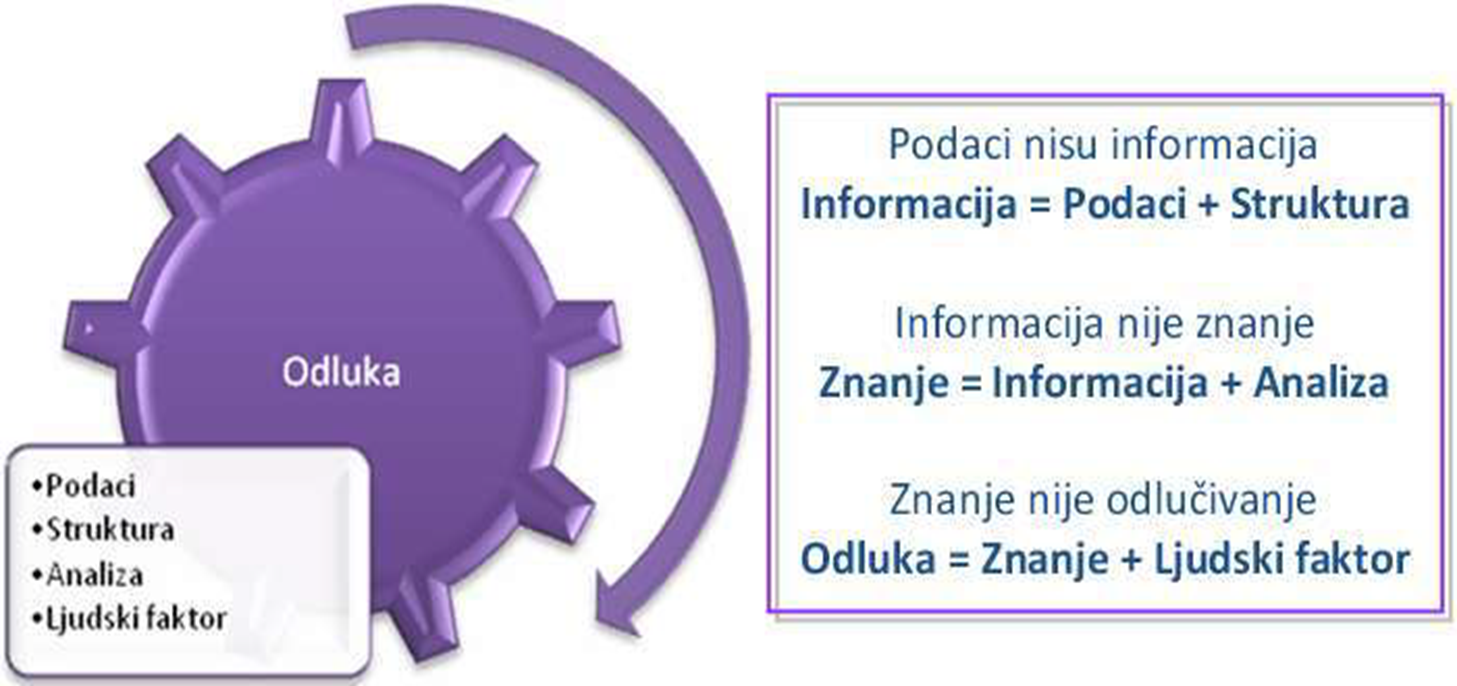 Odluka
•Podaci
•Struktura
•Analiza
•Ljudski faktor
Podaci nisu informacija
Informacija = Podaci + Struktura
Informacija nije znanje
Znanje = Informacija + Analiza
Znanje nije odlučivanje
Odluka = Znanje + Ljudski faktor